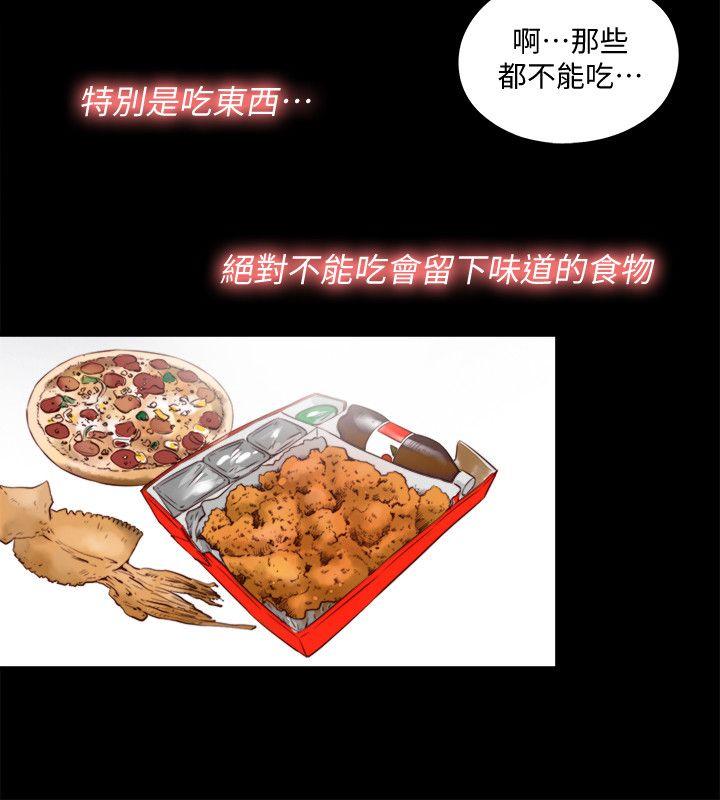 啊⋯那些
都不能吃⋯
特別是吃東西⋯
絕對不能吃會留下味道的食物